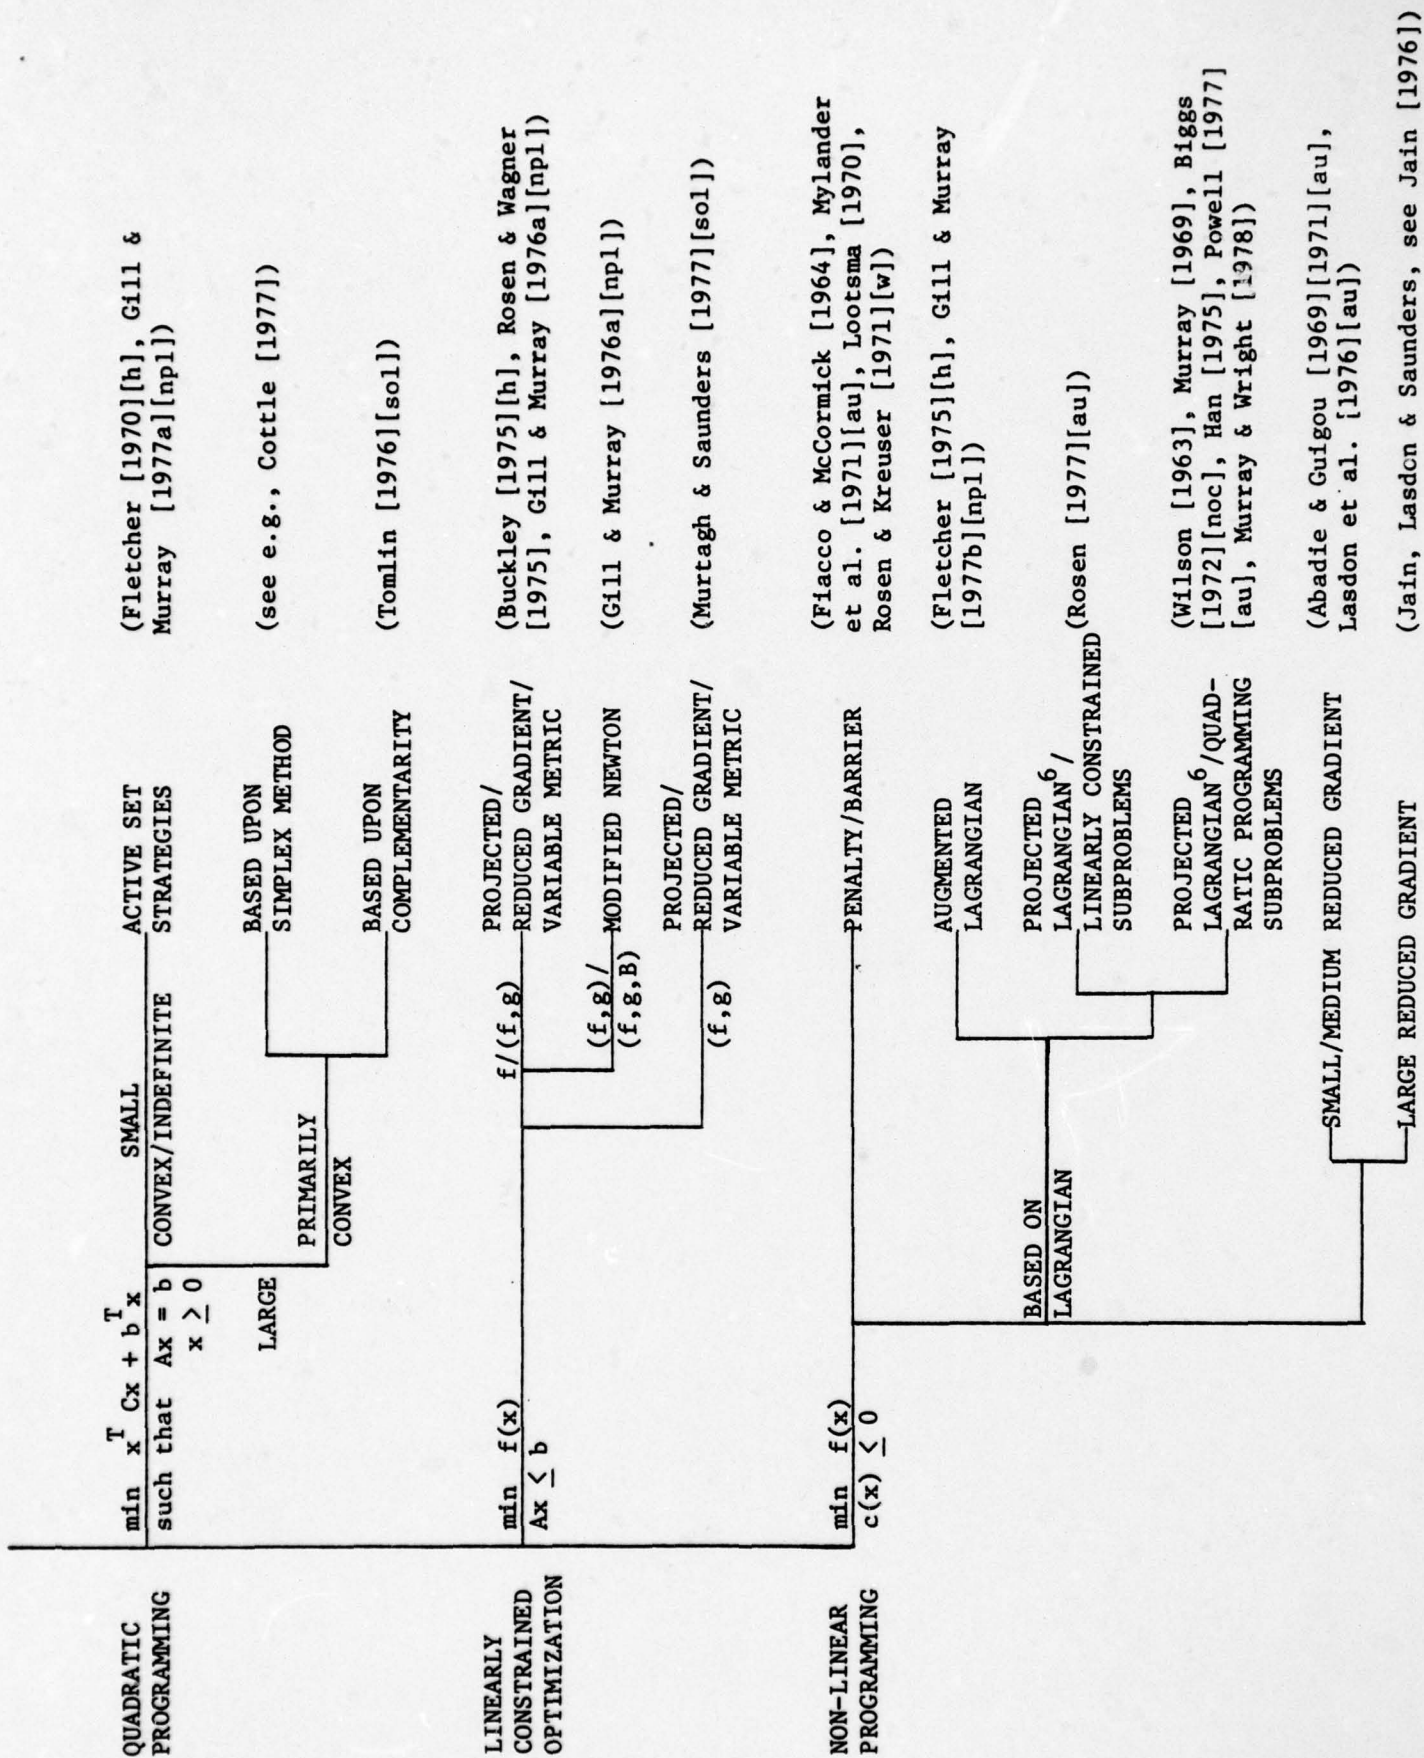 QUADRATIC
PROGRAMMING
min x^T Cx + b^T x
such that Ax = b
x ≥ 0
SMALL
CONVEX/INDEFINITE
ACTIVE SET
STRATEGIES
(Fletcher [1970][h], Gill &
Murray [1977a][npl])
LARGE
PRIMARILY
CONVEX
BASED UPON
SIMPLEX METHOD
(see e.g., Cottle [1977])
BASED UPON
COMPLEMENTARITY
(Tomlin [1976][sol])
LINEARLY
CONSTRAINED
OPTIMIZATION
min f(x)
Ax ≤ b
f/(f,g)
PROJECTED/
REDUCED GRADIENT/
VARIABLE METRIC
(Buckley [1975][h], Rosen & Wagner
[1975], Gill & Murray [1976a][npl])
(f,g)/
(f,g,B)
MODIFIED NEWTON
(Gill & Murray [1976a][npl])
(f,g)
PROJECTED/
REDUCED GRADIENT/
VARIABLE METRIC
(Murtagh & Saunders [1977][sol])
NON-LINEAR
PROGRAMMING
min f(x)
c(x) ≤ 0
PENALTY/BARRIER
(Fiacco & McCormick [1964], Mylander
et al. [1971][au], Lootsma [1970],
Rosen & Kreuser [1971][w])
BASED ON
LAGRANGIAN
AUGMENTED
LAGRANGIAN
(Fletcher [1975][h], Gill & Murray
[1977b][npl])
PROJECTED
LAGRANGIAN^6/
LINEARLY CONSTRAINED
SUBPROBLEMS
(Rosen [1977][au])
PROJECTED
LAGRANGIAN^6/QUAD-
RATIC PROGRAMMING
SUBPROBLEMS
(Wilson [1963], Murray [1969], Biggs
[1972][noc], Han [1975], Powell [1977]
[au], Murray & Wright [1978])
SMALL/MEDIUM REDUCED GRADIENT
(Abadie & Guigou [1969][1971][au],
Lasdon et al. [1976][au])
LARGE REDUCED GRADIENT
(Jain, Lasdon & Saunders, see Jain [1976])